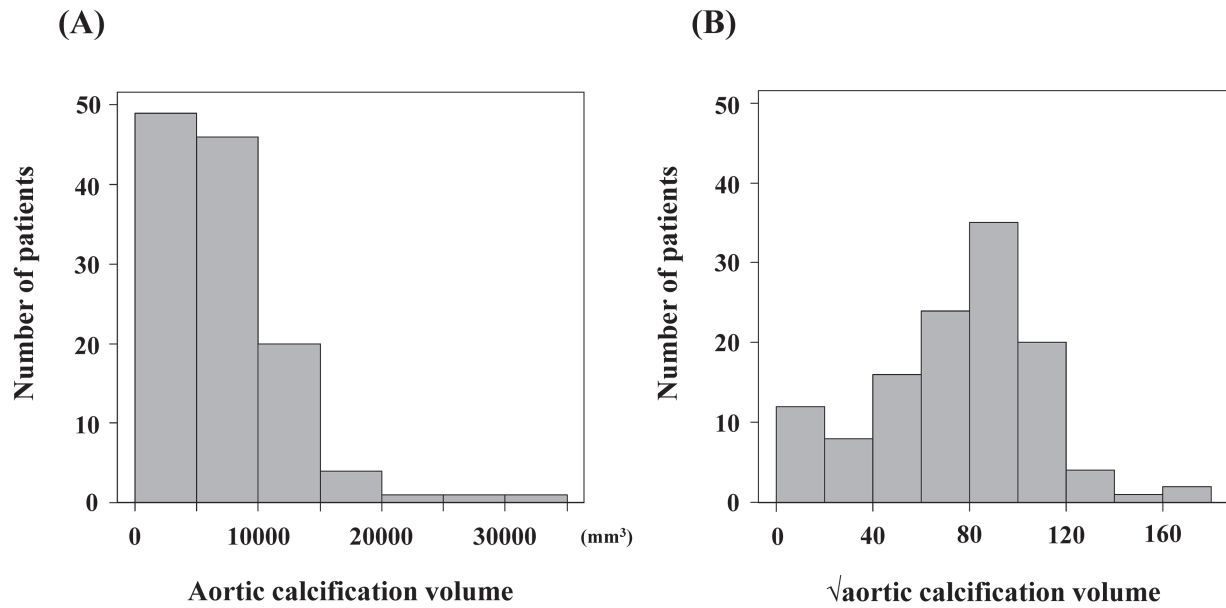 (A)
50
40
30
20
10
0
Number of patients
0 10000 20000 30000 (mm³)
Aortic calcification volume
(B)
50
40
30
20
10
0
Number of patients
0 40 80 120 160
√aortic calcification volume